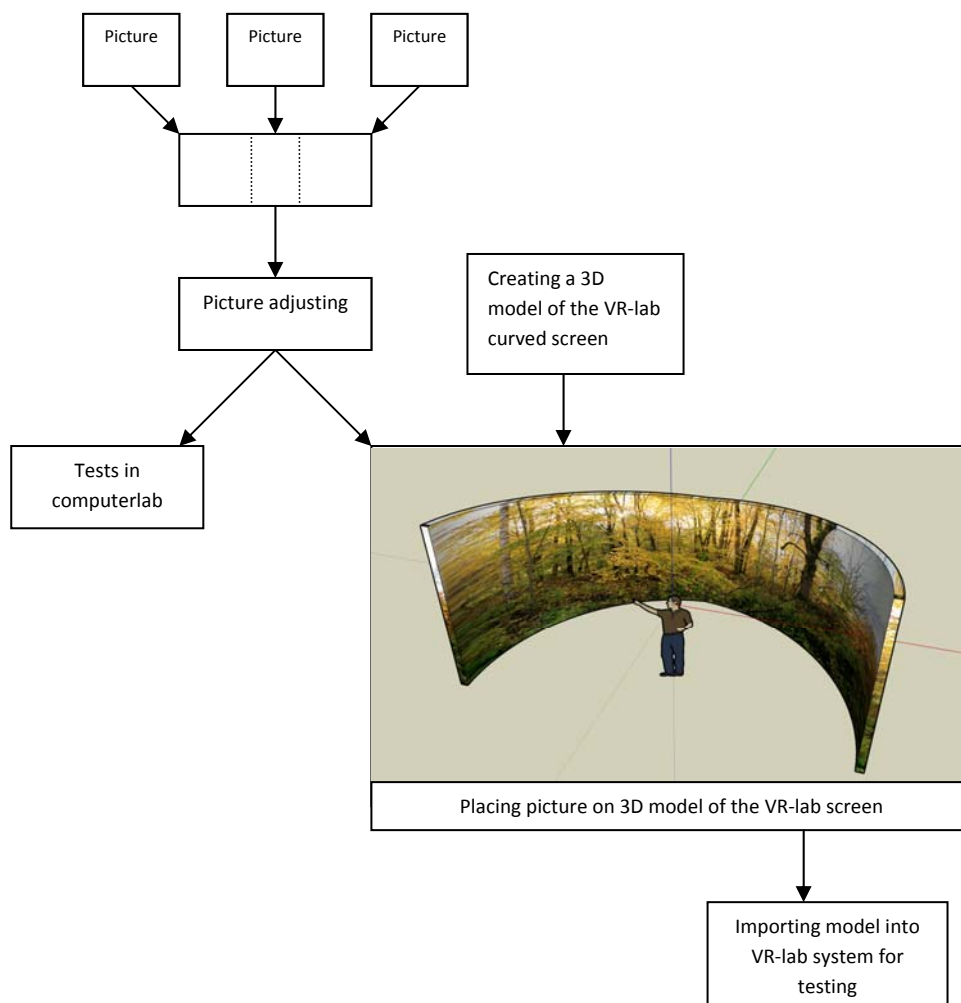 Picture
Picture
Picture
Picture adjusting
Creating a 3D
model of the VR-lab
curved screen
Tests in
computerlab
Placing picture on 3D model of the VR-lab screen
Importing model into
VR-lab system for
testing